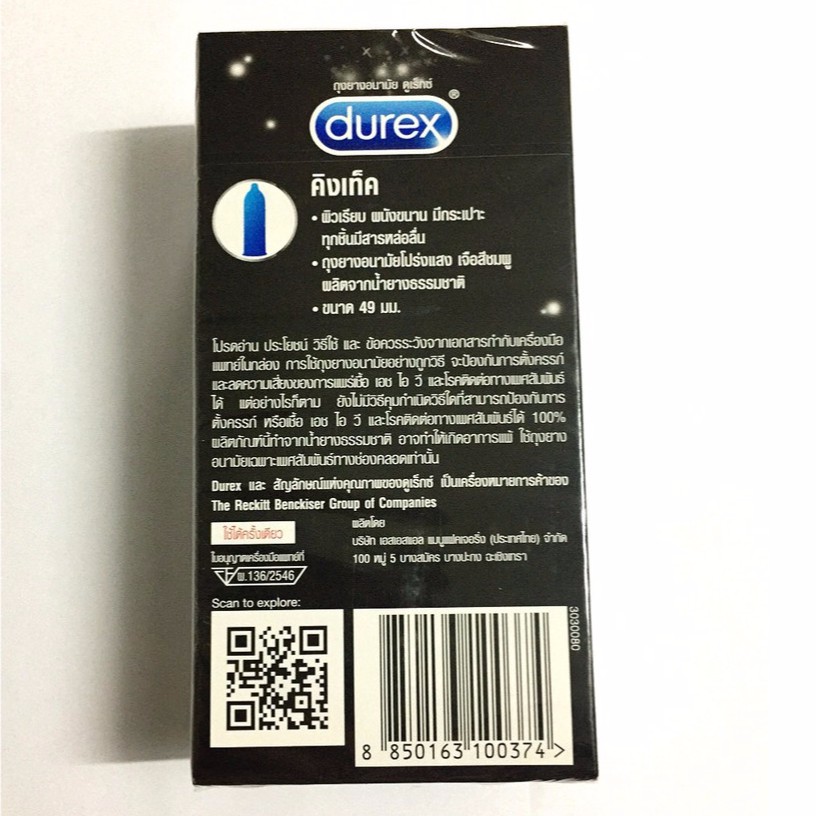 ถุงยางอนามัย ดูเร็กซ์
durex®
คิงเท็ค
• ผิวเรียบ ผนังขนาน มีกระเปาะ
ทุกชิ้นมีสารหล่อลื่น
• ถุงยางอนามัยโปร่งแสง เจือสีชมพู
ผลิตจากน้ำยางธรรมชาติ
• ขนาด 49 มม.
โปรดอ่าน ประโยชน์ วิธีใช้ และ ข้อควรระวังจากเอกสารกำกับเครื่องมือ
แพทย์ในกล่อง การใช้ถุงยางอนามัยอย่างถูกวิธี จะป้องกันการตั้งครรภ์
และลดความเสี่ยงของการแพร่เชื้อ เอช ไอ วี และโรคติดต่อทางเพศสัมพันธ์
ได้ แต่อย่างไรก็ตาม ยังไม่มีวิธีคุมกำเนิดวิธีใดที่สามารถป้องกันการ
ตั้งครรภ์ หรือเชื้อ เอช ไอ วี และโรคติดต่อทางเพศสัมพันธ์ได้ 100%
ผลิตภัณฑ์นี้ทำจากน้ำยางธรรมชาติ อาจทำให้เกิดอาการแพ้ ใช้ถุงยาง
อนามัยเฉพาะเพศสัมพันธ์ทางช่องคลอดเท่านั้น
Durex และ สัญลักษณ์แห่งคุณภาพของดูเร็กซ์ เป็นเครื่องหมายการค้าของ
The Reckitt Benckiser Group of Companies
ใช้ได้ครั้งเดียว
ผลิตโดย
บริษัท เอสเอสแอล แมนูแฟคเจอริ่ง (ประเทศไทย) จำกัด
100 หมู่ 5 บางสมัคร บางปะกง ฉะเชิงเทรา
ใบอนุญาตเครื่องมือแพทย์ที่
ผ.136/2546
Scan to explore:
3030080
8 850163 100374 >